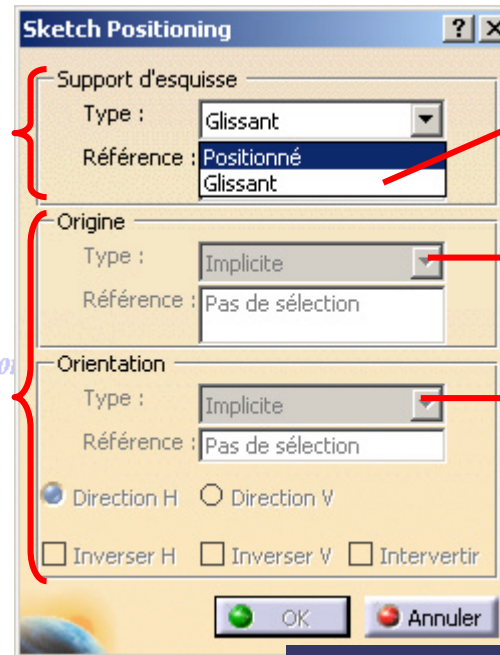 Sketch Positioning ? X
Support d'esquisse
Type : Glissant
Référence : Positionné
Glissant
Origine
Type : Implicite
Référence : Pas de sélection
Orientation
Type : Implicite
Référence : Pas de sélection
Direction H Direction V
Inverser H Inverser V Intervertir
OK Annuler